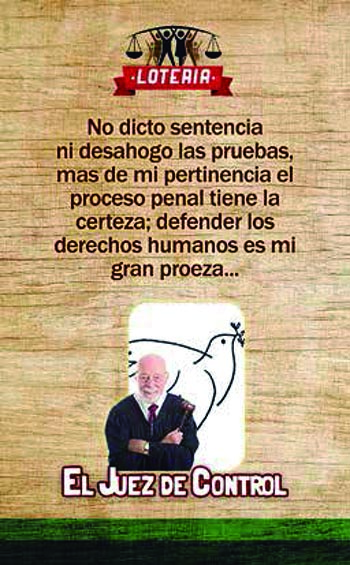 ·LOTERIA·
No dicto sentencia
ni desahogo las pruebas,
mas de mi pertinencia el
proceso penal tiene la
certeza; defender los
derechos humanos es mi
gran proeza...
EL JUEZ DE CONTROL